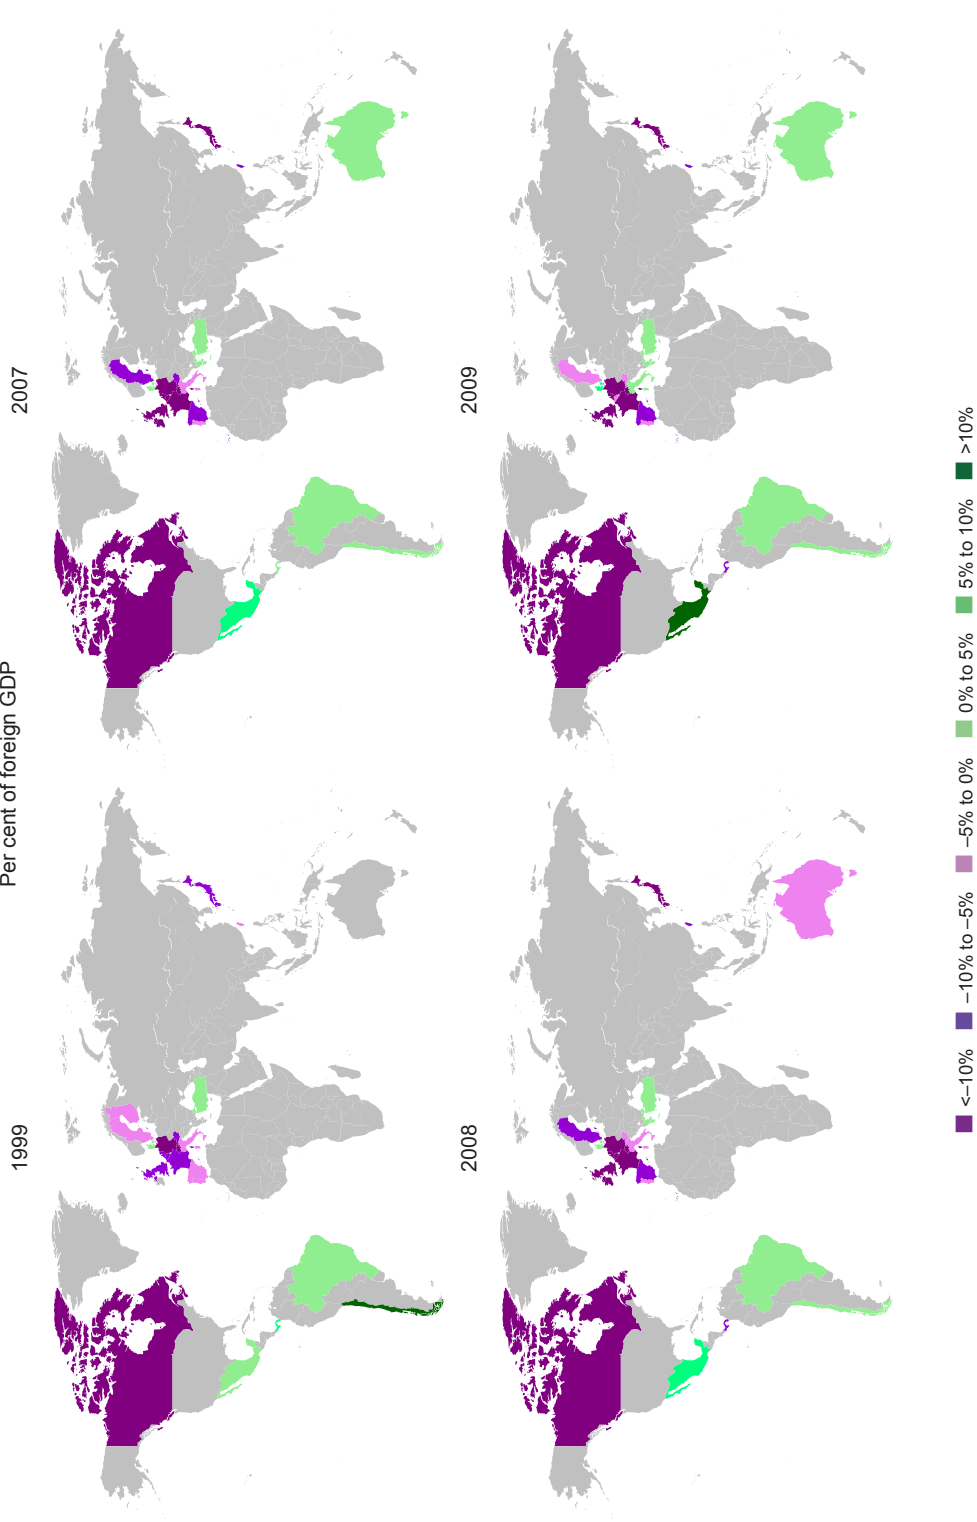 Per cent of foreign GDP
1999
2007
2008
2009
<–10%
–10% to –5%
–5% to 0%
0% to 5%
5% to 10%
>10%